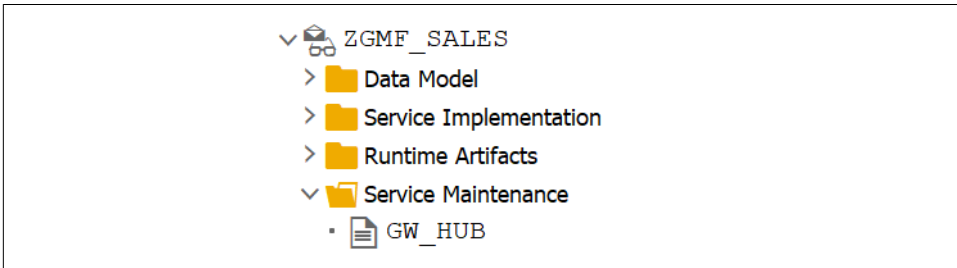 ZGMF_SALES
Data Model
Service Implementation
Runtime Artifacts
Service Maintenance
GW_HUB